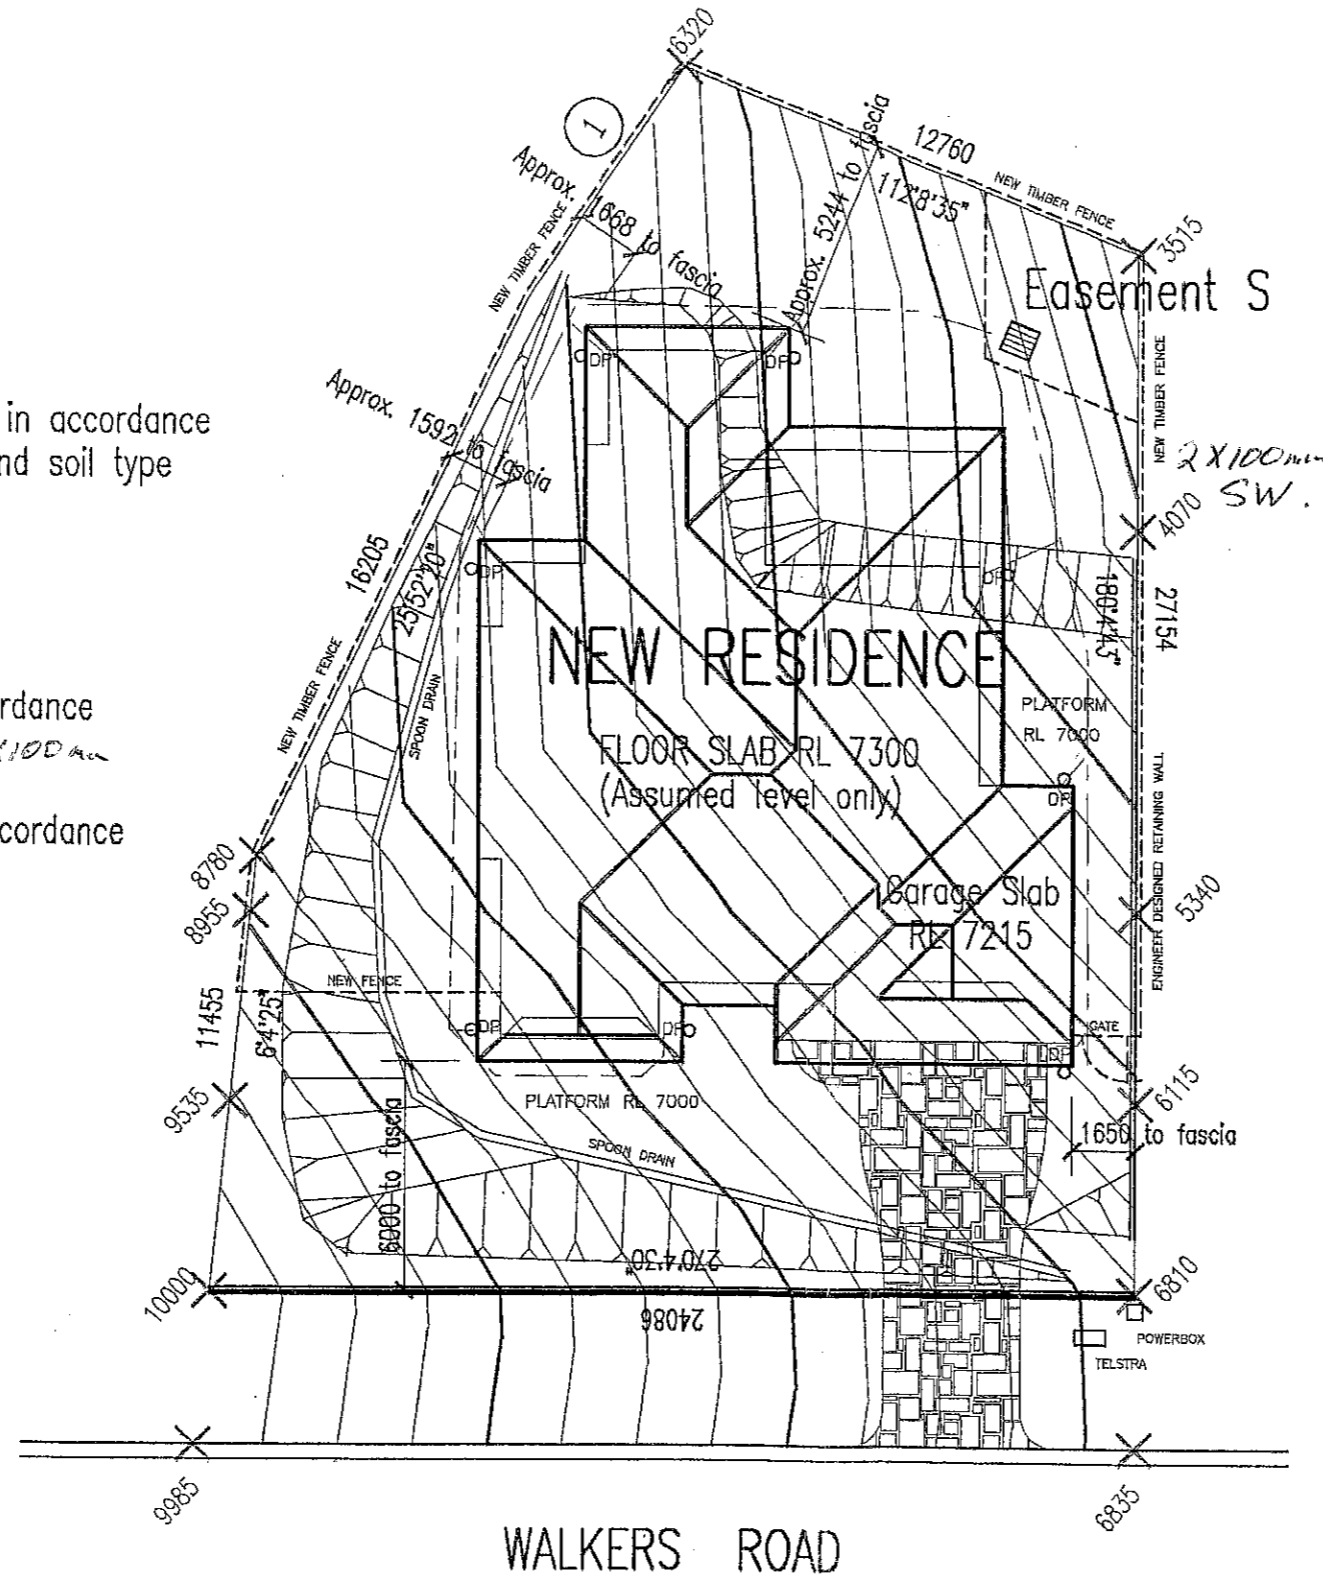 6320
1
12760
NEW TIMBER FENCE
112°8'35"
Approx. 5244 to fascia
Approx. 1668 to fascia
NEW TIMBER FENCE
3515
Easement S
NEW TIMBER FENCE
DP
DP
in accordance
nd soil type
Approx. 1592 to fascia
2 X100mm
SW.
4070
16205
25°52'20"
DP
DP
180°4'43"
27154
NEW RESIDENCE
NEW TIMBER FENCE
SPOON DRAIN
PLATFORM
RL 7000
rdance
X100mm
FLOOR SLAB RL 7300
(Assumed level only)
DP
ENGINEER DESIGNED RETAINING WALL
cordance
8780
8955
Garage Slab
RL 7215
5340
NEW FENCE
11455
6°4'25"
DP
DP
GATE
DP
9535
PLATFORM RL 7000
6115
1650 to fascia
SPOON DRAIN
6000 to fascia
270°4'30"
10000
24086
6810
POWERBOX
TELSTRA
9985
6835
WALKERS ROAD